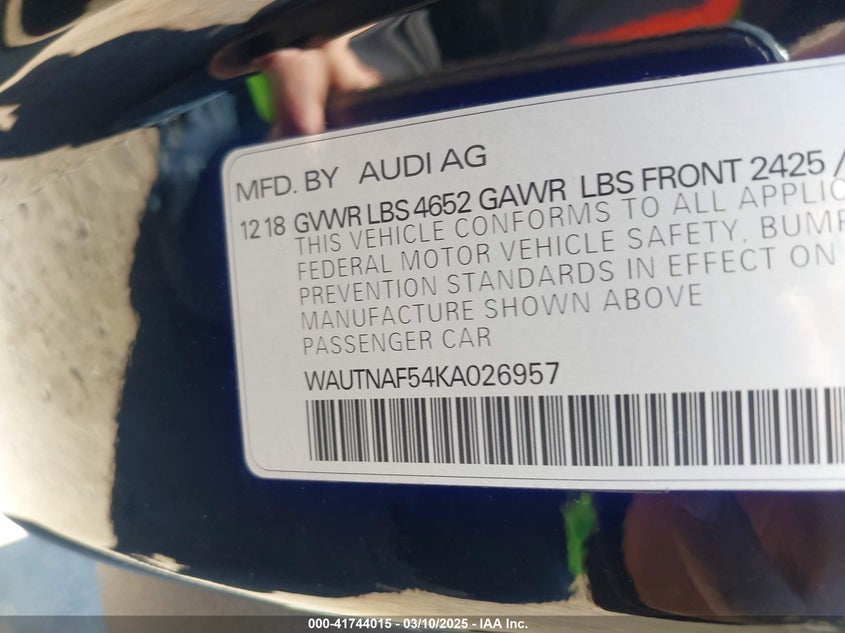 MFD. BY AUDI AG
12 18 GVWR LBS 4652 GAWR LBS FRONT 2425 /
THIS VEHICLE CONFORMS TO ALL
FEDERAL MOTOR VEHICLE SAFETY,
PREVENTION STANDARDS IN EFFECT ON
MANUFACTURE SHOWN ABOVE
PASSENGER CAR
WAUTNAF54KA026957
000-41744015 — 03/10/2025 — IAA Inc.